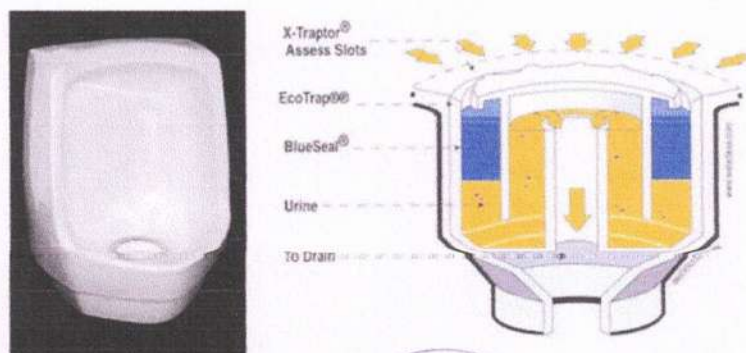 X-Traptor®
Assess Slots
EcoTrap®®
BlueSeal®
Urine
To Drain